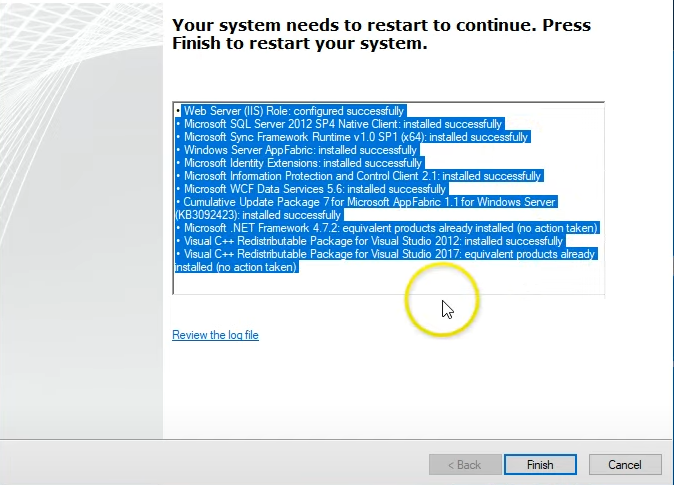 Your system needs to restart to continue. Press
Finish to restart your system.
• Web Server (IIS) Role: configured successfully
• Microsoft SQL Server 2012 SP4 Native Client: installed successfully
• Microsoft Sync Framework Runtime v1.0 SP1 (x64): installed successfully
• Windows Server AppFabric: installed successfully
• Microsoft Identity Extensions: installed successfully
• Microsoft Information Protection and Control Client 2.1: installed successfully
• Microsoft WCF Data Services 5.6: installed successfully
• Cumulative Update Package 7 for Microsoft AppFabric 1.1 for Windows Server
(KB3092423): installed successfully
• Microsoft .NET Framework 4.7.2: equivalent products already installed (no action taken)
• Visual C++ Redistributable Package for Visual Studio 2012: installed successfully
• Visual C++ Redistributable Package for Visual Studio 2017: equivalent products already
installed (no action taken)
Review the log file
< Back Finish Cancel